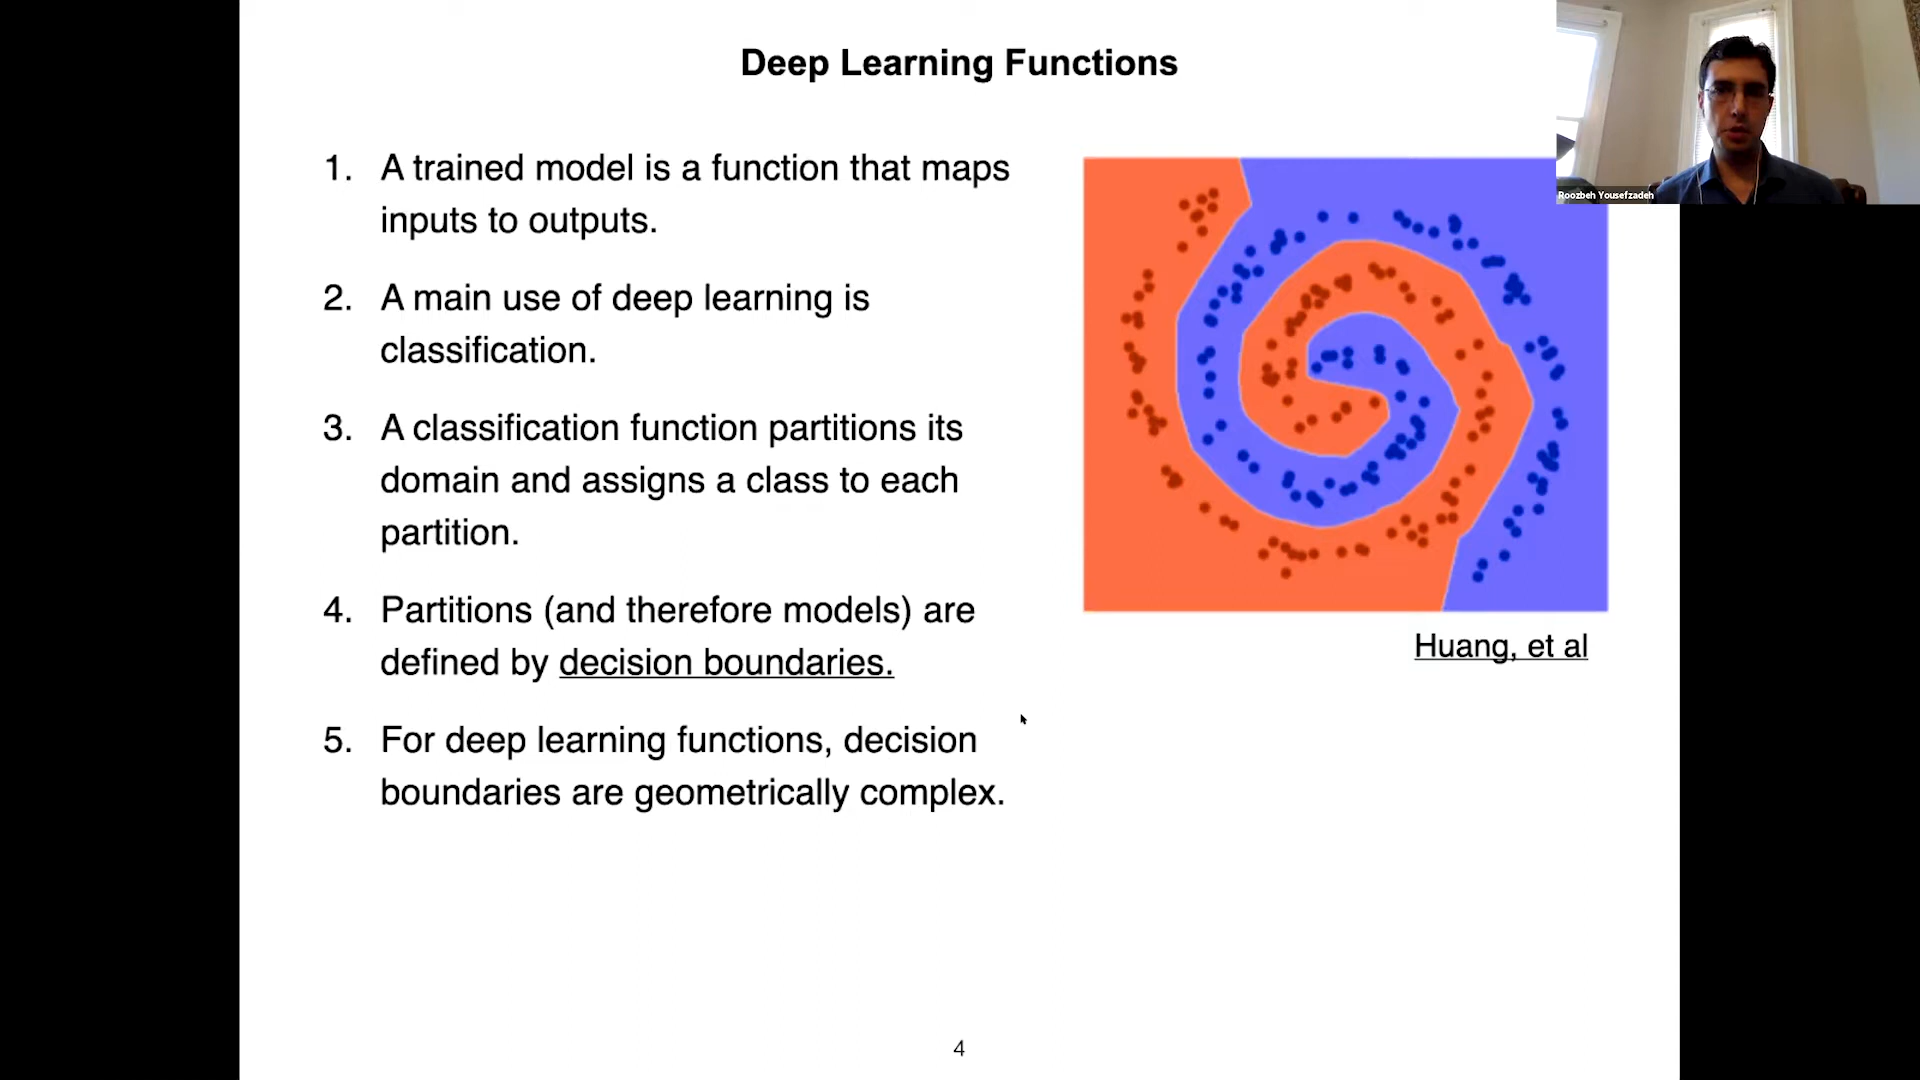 Deep Learning Functions
1. A trained model is a function that maps
inputs to outputs.
2. A main use of deep learning is
classification.
3. A classification function partitions its
domain and assigns a class to each
partition.
4. Partitions (and therefore models) are
defined by decision boundaries.
5. For deep learning functions, decision
boundaries are geometrically complex.
Roozbeh Yousefzadeh
Huang, et al
4